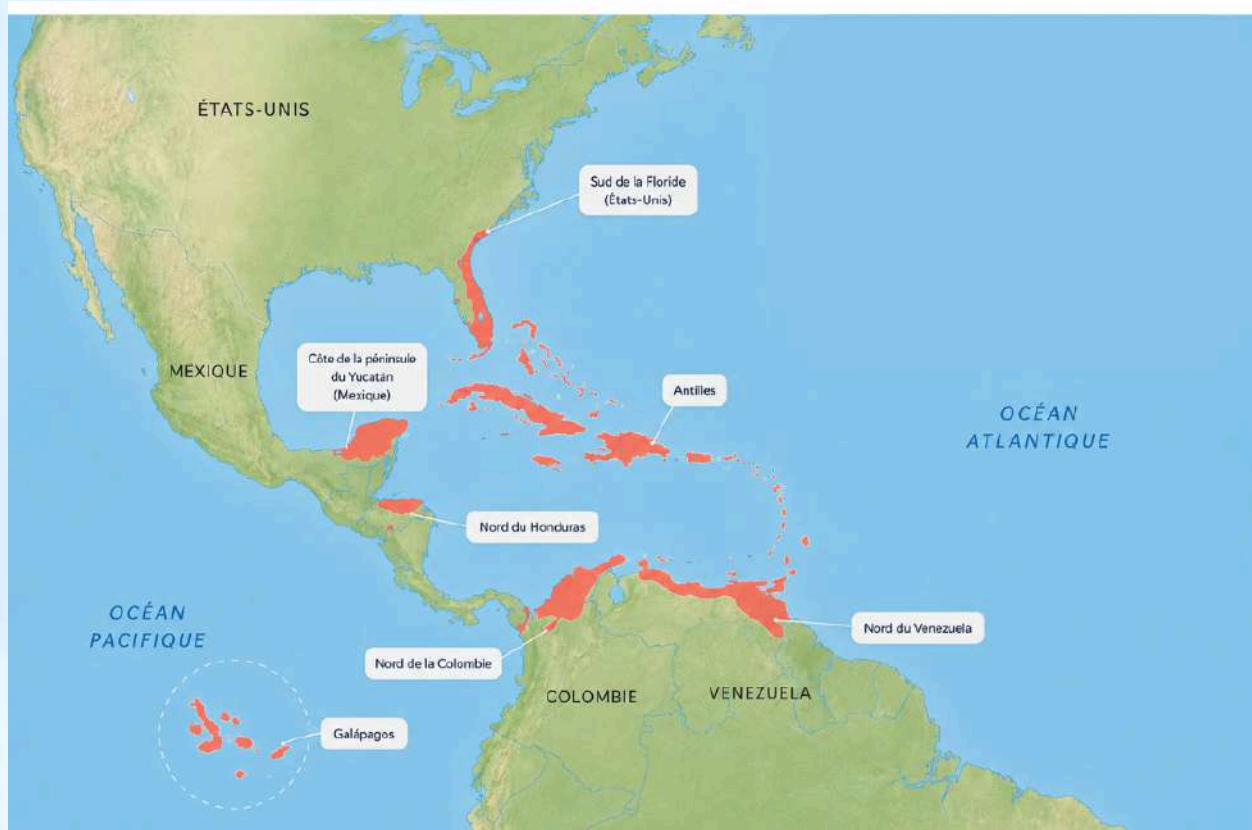 ÉTATS-UNIS
Sud de la Floride
(États-Unis)
MEXIQUE
Côte de la péninsule
du Yucatán
(Mexique)
Antilles
OCÉAN
ATLANTIQUE
Nord du Honduras
OCÉAN
PACIFIQUE
Nord du Venezuela
Nord de la Colombie
COLOMBIE
VENEZUELA
Galápagos